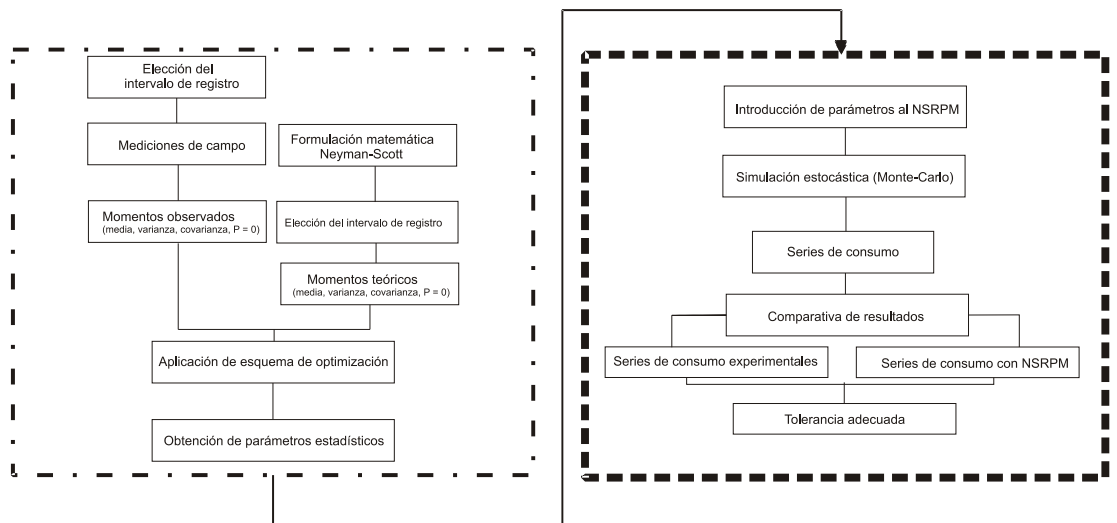 Elección del
intervalo de registro
Mediciones de campo
Formulación matemática
Neyman-Scott
Momentos observados
(media, varianza, covarianza, P = 0)
Elección del intervalo de registro
Momentos teóricos
(media, varianza, covarianza, P = 0)
Aplicación de esquema de optimización
Obtención de parámetros estadísticos
Introducción de parámetros al NSRPM
Simulación estocástica (Monte-Carlo)
Series de consumo
Comparativa de resultados
Series de consumo experimentales
Series de consumo con NSRPM
Tolerancia adecuada